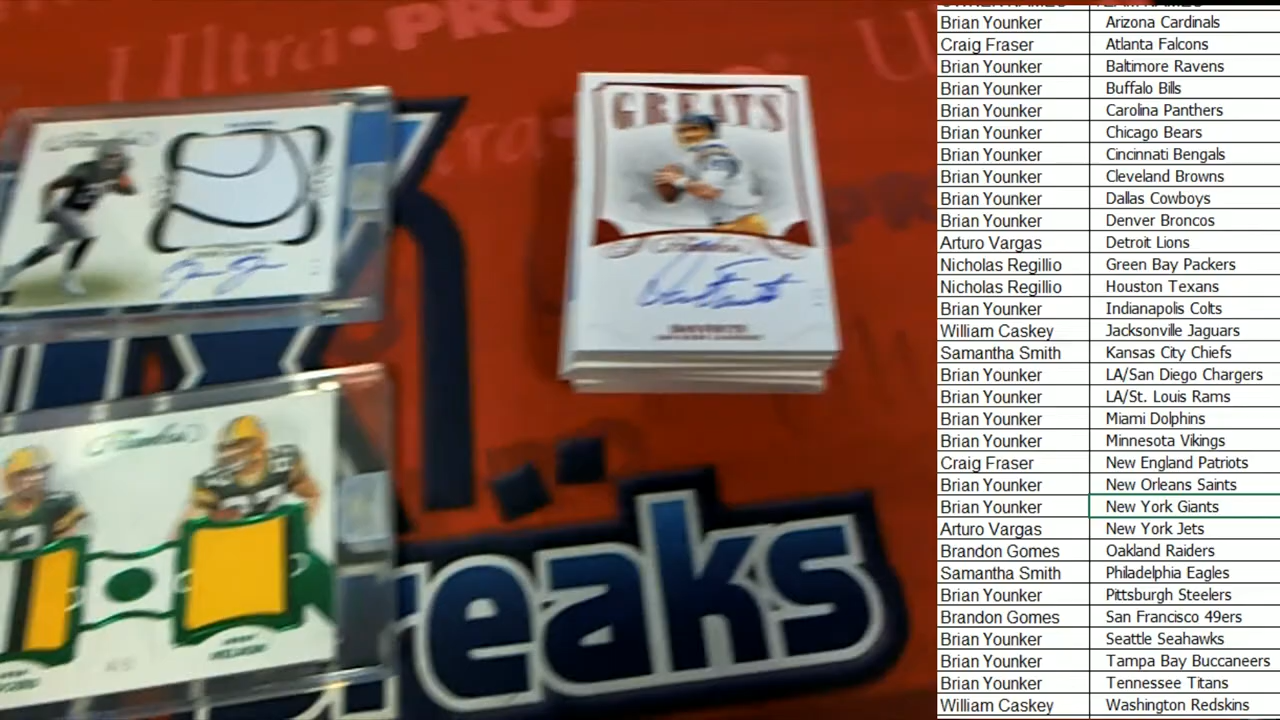 GREATS
reaks
Brian Younker Arizona Cardinals
Craig Fraser Atlanta Falcons
Brian Younker Baltimore Ravens
Brian Younker Buffalo Bills
Brian Younker Carolina Panthers
Brian Younker Chicago Bears
Brian Younker Cincinnati Bengals
Brian Younker Cleveland Browns
Brian Younker Dallas Cowboys
Brian Younker Denver Broncos
Arturo Vargas Detroit Lions
Nicholas Regillio Green Bay Packers
Nicholas Regillio Houston Texans
Brian Younker Indianapolis Colts
William Caskey Jacksonville Jaguars
Samantha Smith Kansas City Chiefs
Brian Younker LA/San Diego Chargers
Brian Younker LA/St. Louis Rams
Brian Younker Miami Dolphins
Brian Younker Minnesota Vikings
Craig Fraser New England Patriots
Brian Younker New Orleans Saints
Brian Younker New York Giants
Arturo Vargas New York Jets
Brandon Gomes Oakland Raiders
Samantha Smith Philadelphia Eagles
Brian Younker Pittsburgh Steelers
Brandon Gomes San Francisco 49ers
Brian Younker Seattle Seahawks
Brian Younker Tampa Bay Buccaneers
Brian Younker Tennessee Titans
William Caskey Washington Redskins